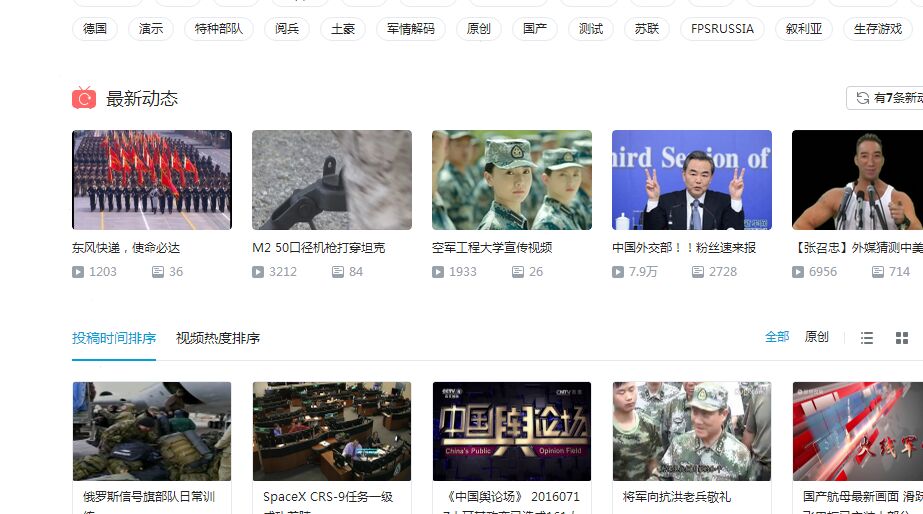 德国 演示 特种部队 阅兵 土豪 军情解码 原创 国产 测试 苏联 FPSRUSSIA 叙利亚 生存游戏
最新动态
有7条新动
hird Session of
东风快递，使命必达
M2 50口径机枪打穿坦克
空军工程大学宣传视频
中国外交部！！粉丝速来报
【张召忠】外媒猜测中美
1203 36
3212 84
1933 26
7.9万 2728
6956 714
投稿时间排序 视频热度排序
全部 原创
中国舆论场
China's Public Opinion Field
火线军
俄罗斯信号旗部队日常训
SpaceX CRS-9任务一级
《中国舆论场》 2016071
将军向抗洪老兵敬礼
国产航母最新画面 滑跃